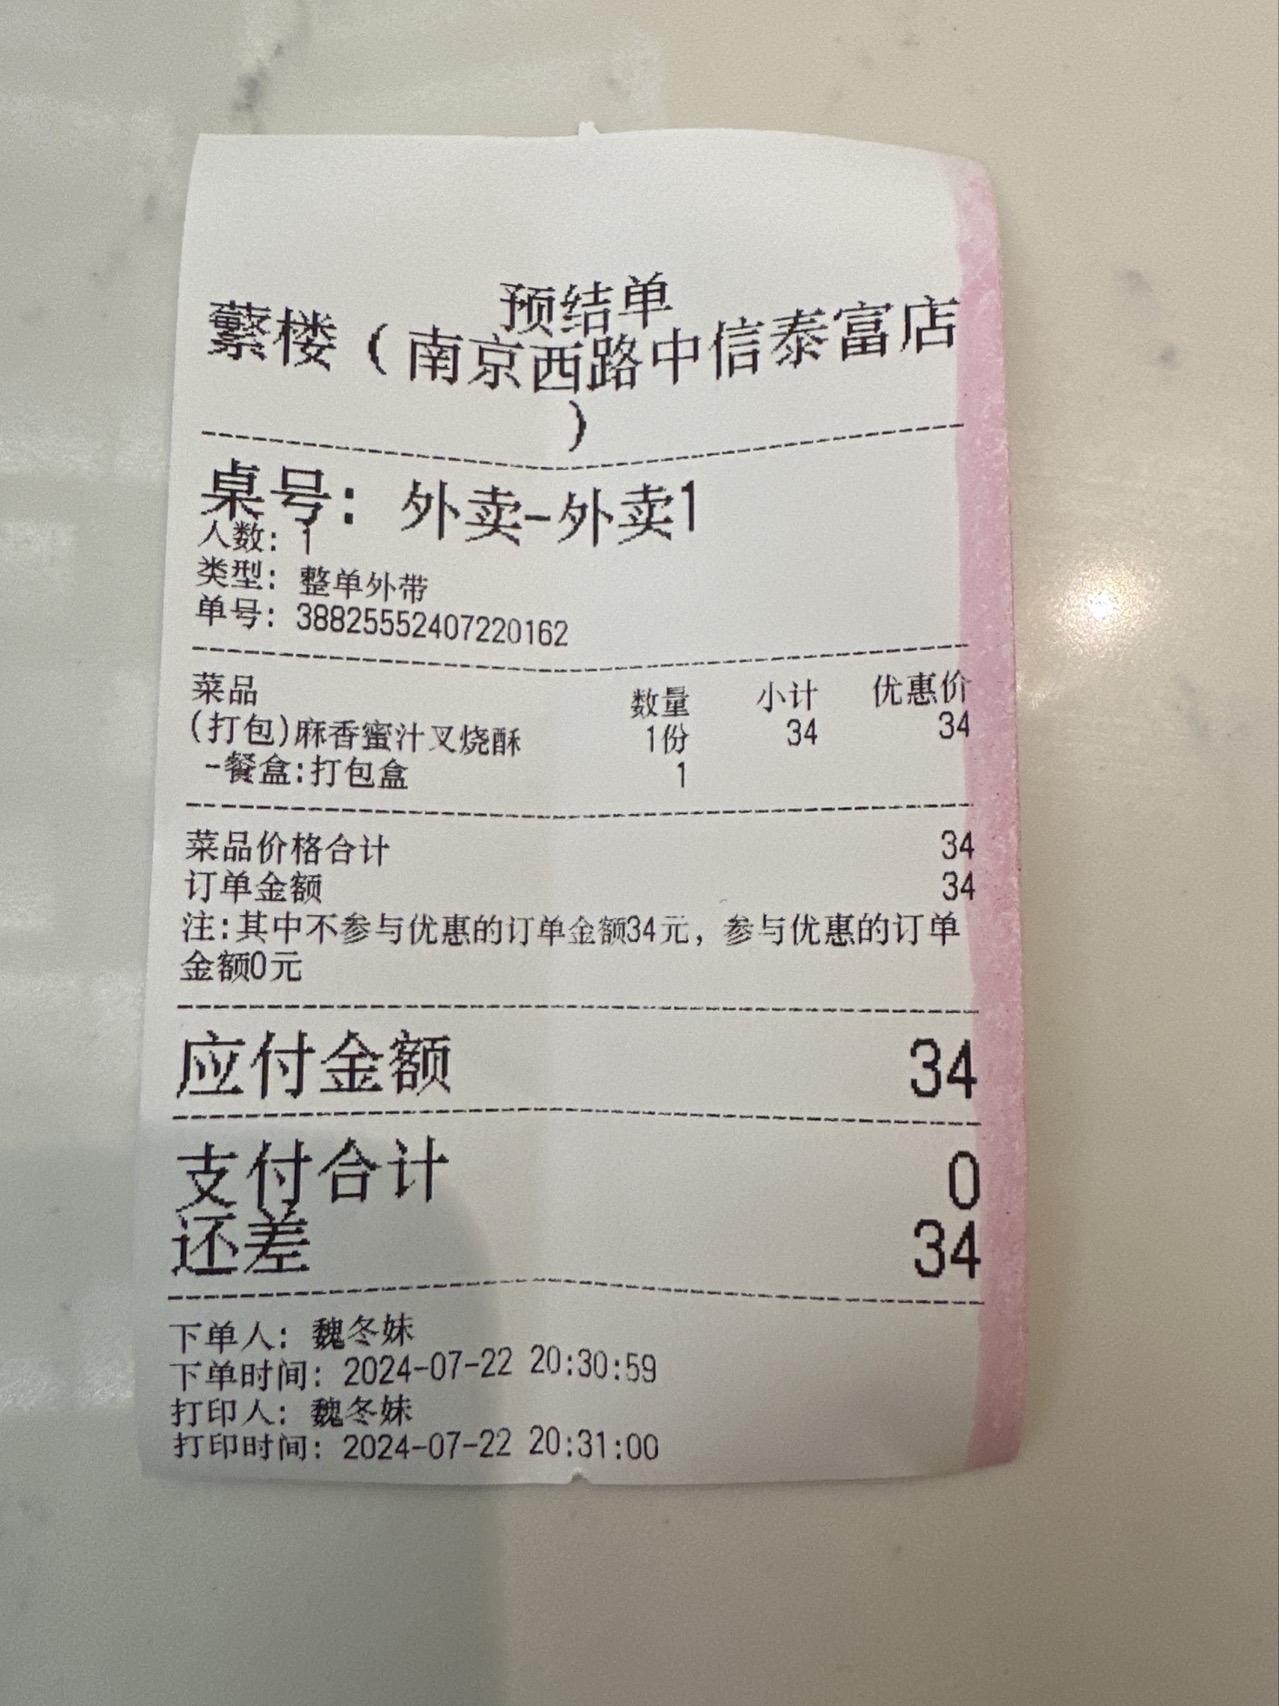 预结单
蘩楼（南京西路中信泰富店
）
桌号：外卖-外卖1
人数：1
类型：整单外带
单号：38825552407220162
菜品 数量 小计 优惠价
(打包)麻香蜜汁叉烧酥 1份 34 34
-餐盒:打包盒 1
菜品价格合计 34
订单金额 34
注:其中不参与优惠的订单金额34元，参与优惠的订单
金额0元
应付金额 34
支付合计 0
还差 34
下单人：魏冬妹
下单时间：2024-07-22 20:30:59
打印人：魏冬妹
打印时间：2024-07-22 20:31:00